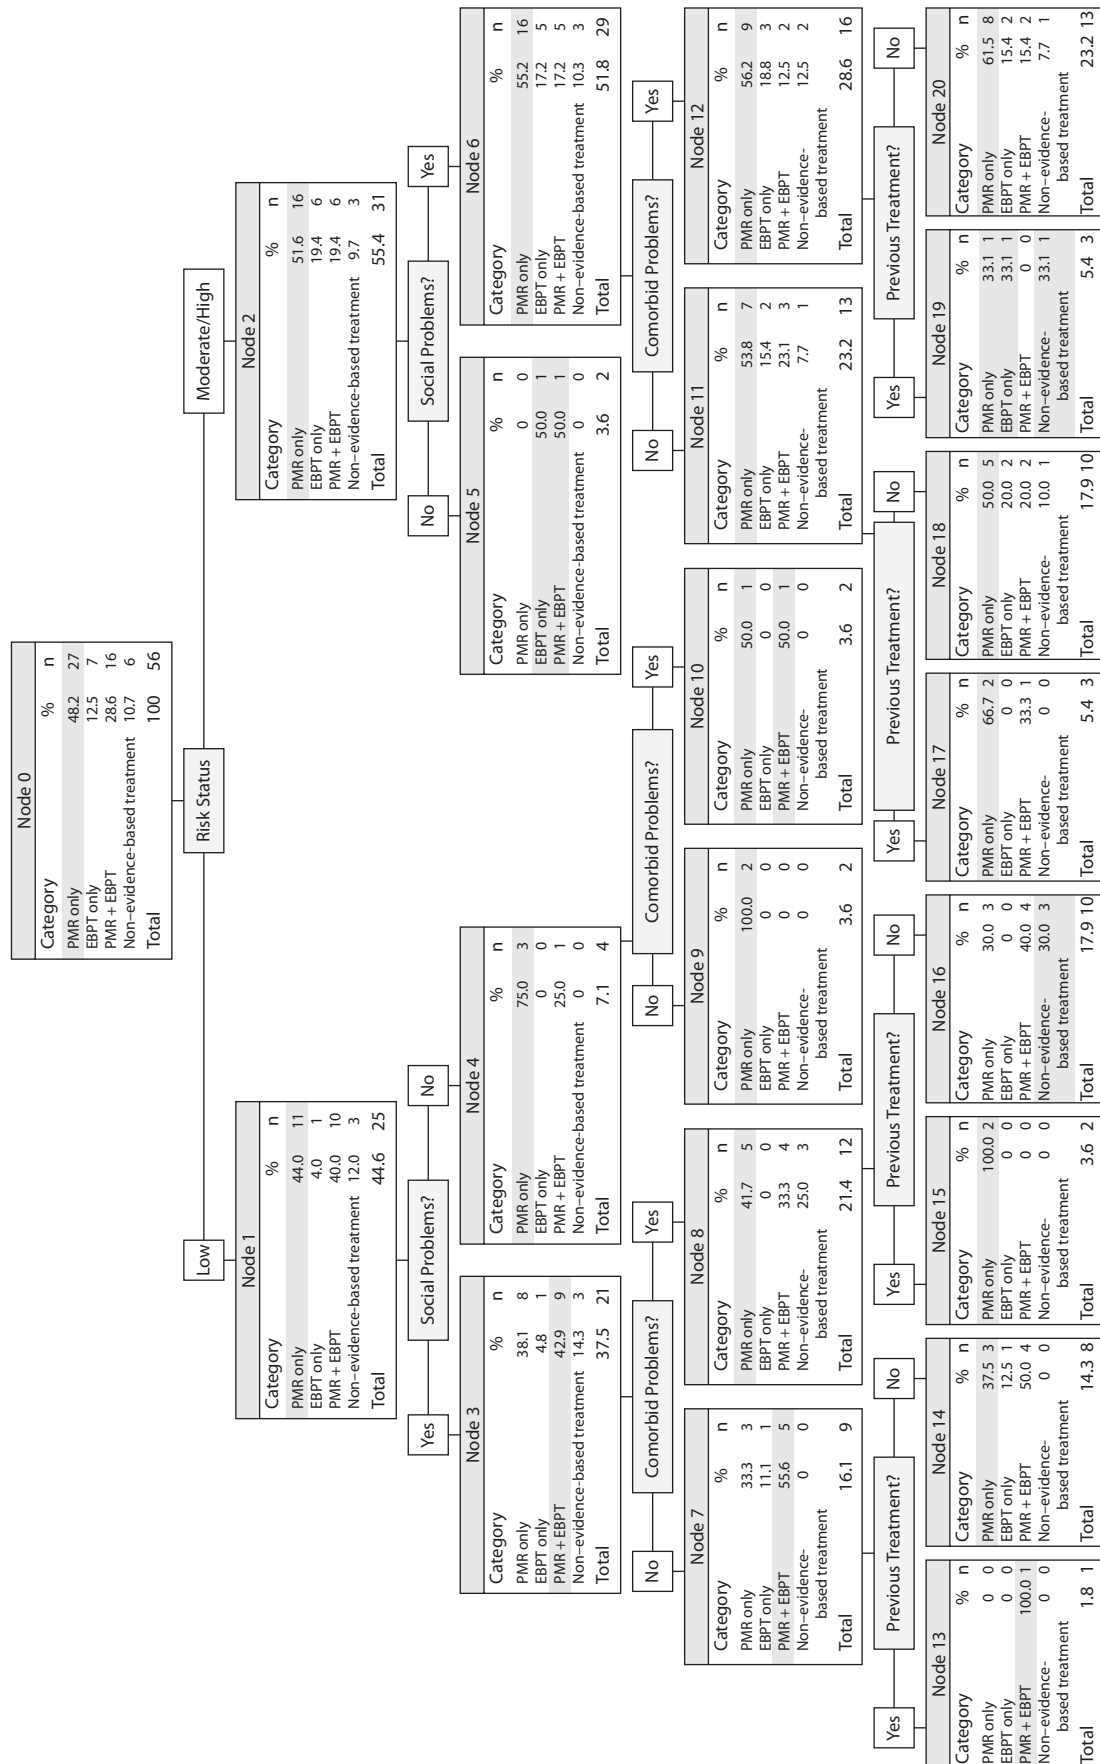 Node 0
Category % n
PMR only 48.2 27
EBPT only 12.5 7
PMR + EBPT 28.6 16
Non–evidence-based treatment 10.7 6
Total 100 56
Risk Status
Low
Moderate/High
Node 1
Category % n
PMR only 44.0 11
EBPT only 4.0 1
PMR + EBPT 40.0 10
Non–evidence-based treatment 12.0 3
Total 44.6 25
Node 2
Category % n
PMR only 51.6 16
EBPT only 19.4 6
PMR + EBPT 19.4 6
Non–evidence-based treatment 9.7 3
Total 55.4 31
Yes
Social Problems?
No
No
Social Problems?
Yes
Node 3
Category % n
PMR only 38.1 8
EBPT only 4.8 1
PMR + EBPT 42.9 9
Non–evidence-based treatment 14.3 3
Total 37.5 21
Node 4
Category % n
PMR only 75.0 3
EBPT only 0 0
PMR + EBPT 25.0 1
Non–evidence-based treatment 0 0
Total 7.1 4
Node 5
Category % n
PMR only 0 0
EBPT only 50.0 1
PMR + EBPT 50.0 1
Non–evidence-based treatment 0 0
Total 3.6 2
Node 6
Category % n
PMR only 55.2 16
EBPT only 17.2 5
PMR + EBPT 17.2 5
Non–evidence-based treatment 10.3 3
Total 51.8 29
No
Comorbid Problems?
Yes
No
Comorbid Problems?
Yes
No
Comorbid Problems?
Yes
Node 7
Category % n
PMR only 33.3 3
EBPT only 11.1 1
PMR + EBPT 55.6 5
Non–evidence- 0 0
based treatment
Total 16.1 9
Node 8
Category % n
PMR only 41.7 5
EBPT only 0 0
PMR + EBPT 33.3 4
Non–evidence- 25.0 3
based treatment
Total 21.4 12
Node 9
Category % n
PMR only 100.0 2
EBPT only 0 0
PMR + EBPT 0 0
Non–evidence- 0 0
based treatment
Total 3.6 2
Node 10
Category % n
PMR only 50.0 1
EBPT only 0 0
PMR + EBPT 50.0 1
Non–evidence- 0 0
based treatment
Total 3.6 2
Node 11
Category % n
PMR only 53.8 7
EBPT only 15.4 2
PMR + EBPT 23.1 3
Non–evidence- 7.7 1
based treatment
Total 23.2 13
Node 12
Category % n
PMR only 56.2 9
EBPT only 18.8 3
PMR + EBPT 12.5 2
Non–evidence- 12.5 2
based treatment
Total 28.6 16
Yes
Previous Treatment?
No
Yes
Previous Treatment?
No
Yes
Previous Treatment?
No
Yes
Previous Treatment?
No
Node 13
Category % n
PMR only 0 0
EBPT only 0 0
PMR + EBPT 100.0 1
Non–evidence- 0 0
based treatment
Total 1.8 1
Node 14
Category % n
PMR only 37.5 3
EBPT only 12.5 1
PMR + EBPT 50.0 4
Non–evidence- 0 0
based treatment
Total 14.3 8
Node 15
Category % n
PMR only 100.0 2
EBPT only 0 0
PMR + EBPT 0 0
Non–evidence- 0 0
based treatment
Total 3.6 2
Node 16
Category % n
PMR only 30.0 3
EBPT only 0 0
PMR + EBPT 40.0 4
Non–evidence- 30.0 3
based treatment
Total 17.9 10
Node 17
Category % n
PMR only 66.7 2
EBPT only 0 0
PMR + EBPT 33.3 1
Non–evidence- 0 0
based treatment
Total 5.4 3
Node 18
Category % n
PMR only 50.0 5
EBPT only 20.0 2
PMR + EBPT 20.0 2
Non–evidence- 10.0 1
based treatment
Total 17.9 10
Node 19
Category % n
PMR only 33.1 1
EBPT only 33.1 1
PMR + EBPT 0 0
Non–evidence- 33.1 1
based treatment
Total 5.4 3
Node 20
Category % n
PMR only 61.5 8
EBPT only 15.4 2
PMR + EBPT 15.4 2
Non–evidence- 7.7 1
based treatment
Total 23.2 13